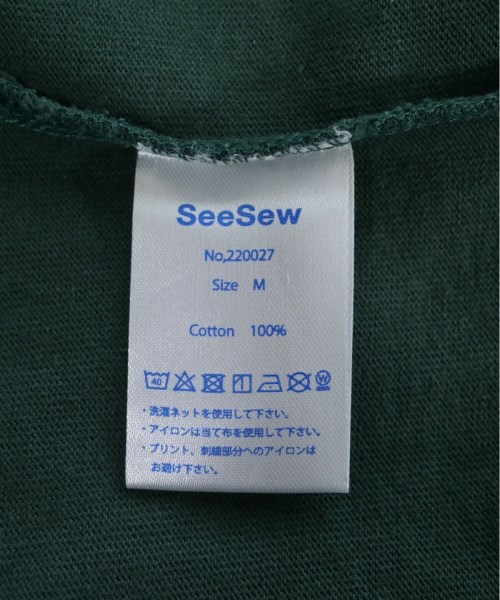 SeeSew
No,220027
Size M
Cotton 100%
40
・洗濯ネットを使用して下さい。
・アイロンは当て布を使用して下さい。
・プリント、刺繍部分へのアイロンは
お避け下さい。